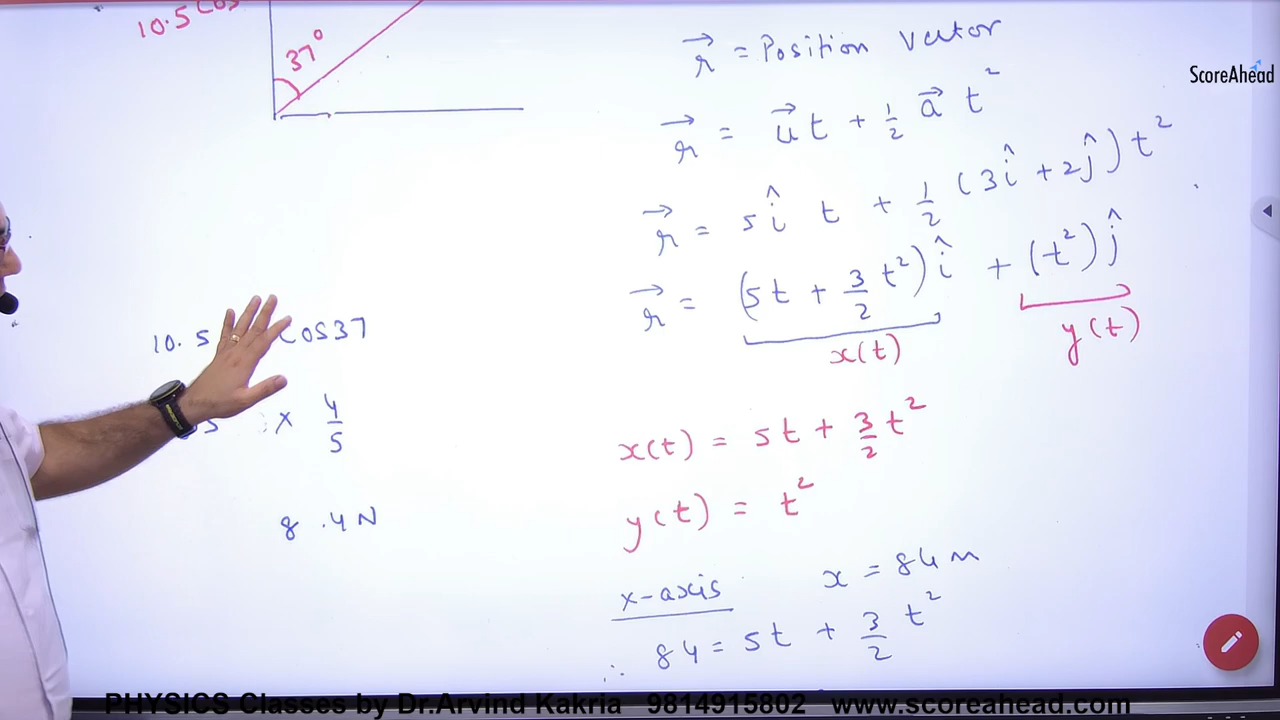 10.5 cos
37°
r⃗ = Position vector
ScoreAhead
r⃗ = u⃗t + 1/2 a⃗ t²
r⃗ = 5î t + 1/2 (3î + 2ĵ) t²
r⃗ = (5t + 3/2 t²) î + (t²) ĵ
x(t)
y(t)
10.5 cos37
x 4/5
8.4N
x(t) = 5t + 3/2 t²
y(t) = t²
x-axis x = 84 m
∴ 84 = 5t + 3/2 t²
PHYSICS Classes by Dr.Arvind Kakria 9814915802 www.scoreahead.com